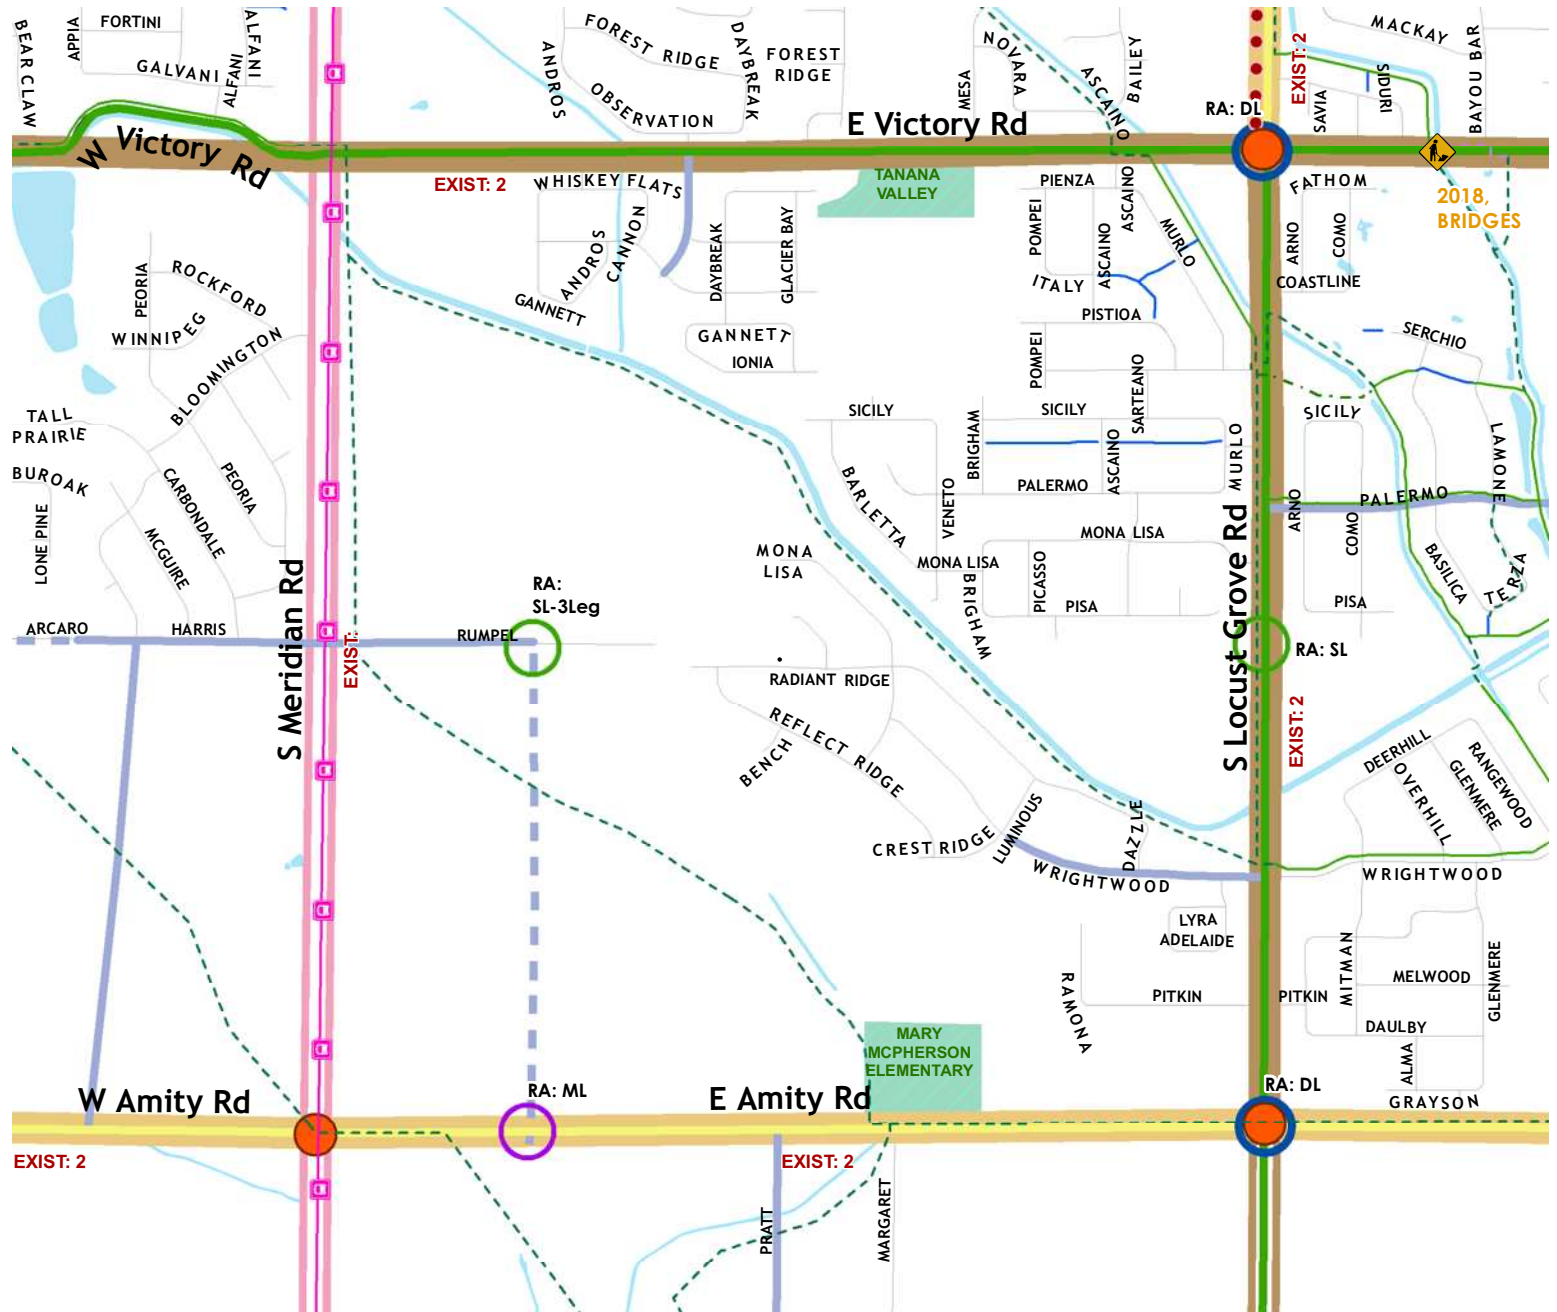 BEAR CLAW
APPIA
FORTINI
GALVANI
ALFANI
ALFANI
ANDROS
FOREST RIDGE
DAYBREAK
FOREST
RIDGE
OBSERVATION
MESA
NOVARA
ASCAINO
BAILEY
EXIST: 2
MACKAY
SIDURI
SAVIA
BAYOU BAR
RA: DL
W Victory Rd
E Victory Rd
EXIST: 2
WHISKEY FLATS
TANANA
VALLEY
PIENZA
FATHOM
2018,
BRIDGES
POMPEI
ASCAINO
ASCAINO
MURLO
ARNO
COMO
ANDROS
CANNON
DAYBREAK
GLACIER BAY
PEORIA
ROCKFORD
ITALY
COASTLINE
GANNETT
PISTIOA
WINNIPEG
BLOOMINGTON
GANNETT
IONIA
POMPEI
SERCHIO
SARTEANO
TALL
PRAIRIE
SICILY
BRIGHAM
SICILY
SICILY
MURLO
LAMONE
BUROAK
CARBONDALE
PEORIA
BARLETTA
ASCAINO
PALERMO
PALERMO
VENETO
ARNO
COMO
LONE PINE
MCGUIRE
MONA
LISA
MONA LISA
MONA LISA
BASILICA
TERZA
S Meridian Rd
S Locust Grove Rd
RA:
SL-3Leg
BRIGHAM
PICASSO
PISA
PISA
ARCARO
HARRIS
RUMPEL
EXIST:
RA: SL
RADIANT RIDGE
REFLECT RIDGE
BENCH
EXIST: 2
DEERHILL
OVERHILL
GLENMERE
RANGEWOOD
CREST RIDGE
LUMINOUS
DAZZLE
WRIGHTWOOD
WRIGHTWOOD
LYRA
ADELAIDE
RAMONA
PITKIN
PITKIN
MITMAN
MELWOOD
GLENMERE
DAULBY
MARY
MCPHERSON
ELEMENTARY
ALMA
GRAYSON
W Amity Rd
RA: ML
E Amity Rd
RA: DL
EXIST: 2
EXIST: 2
PRATT
MARGARET